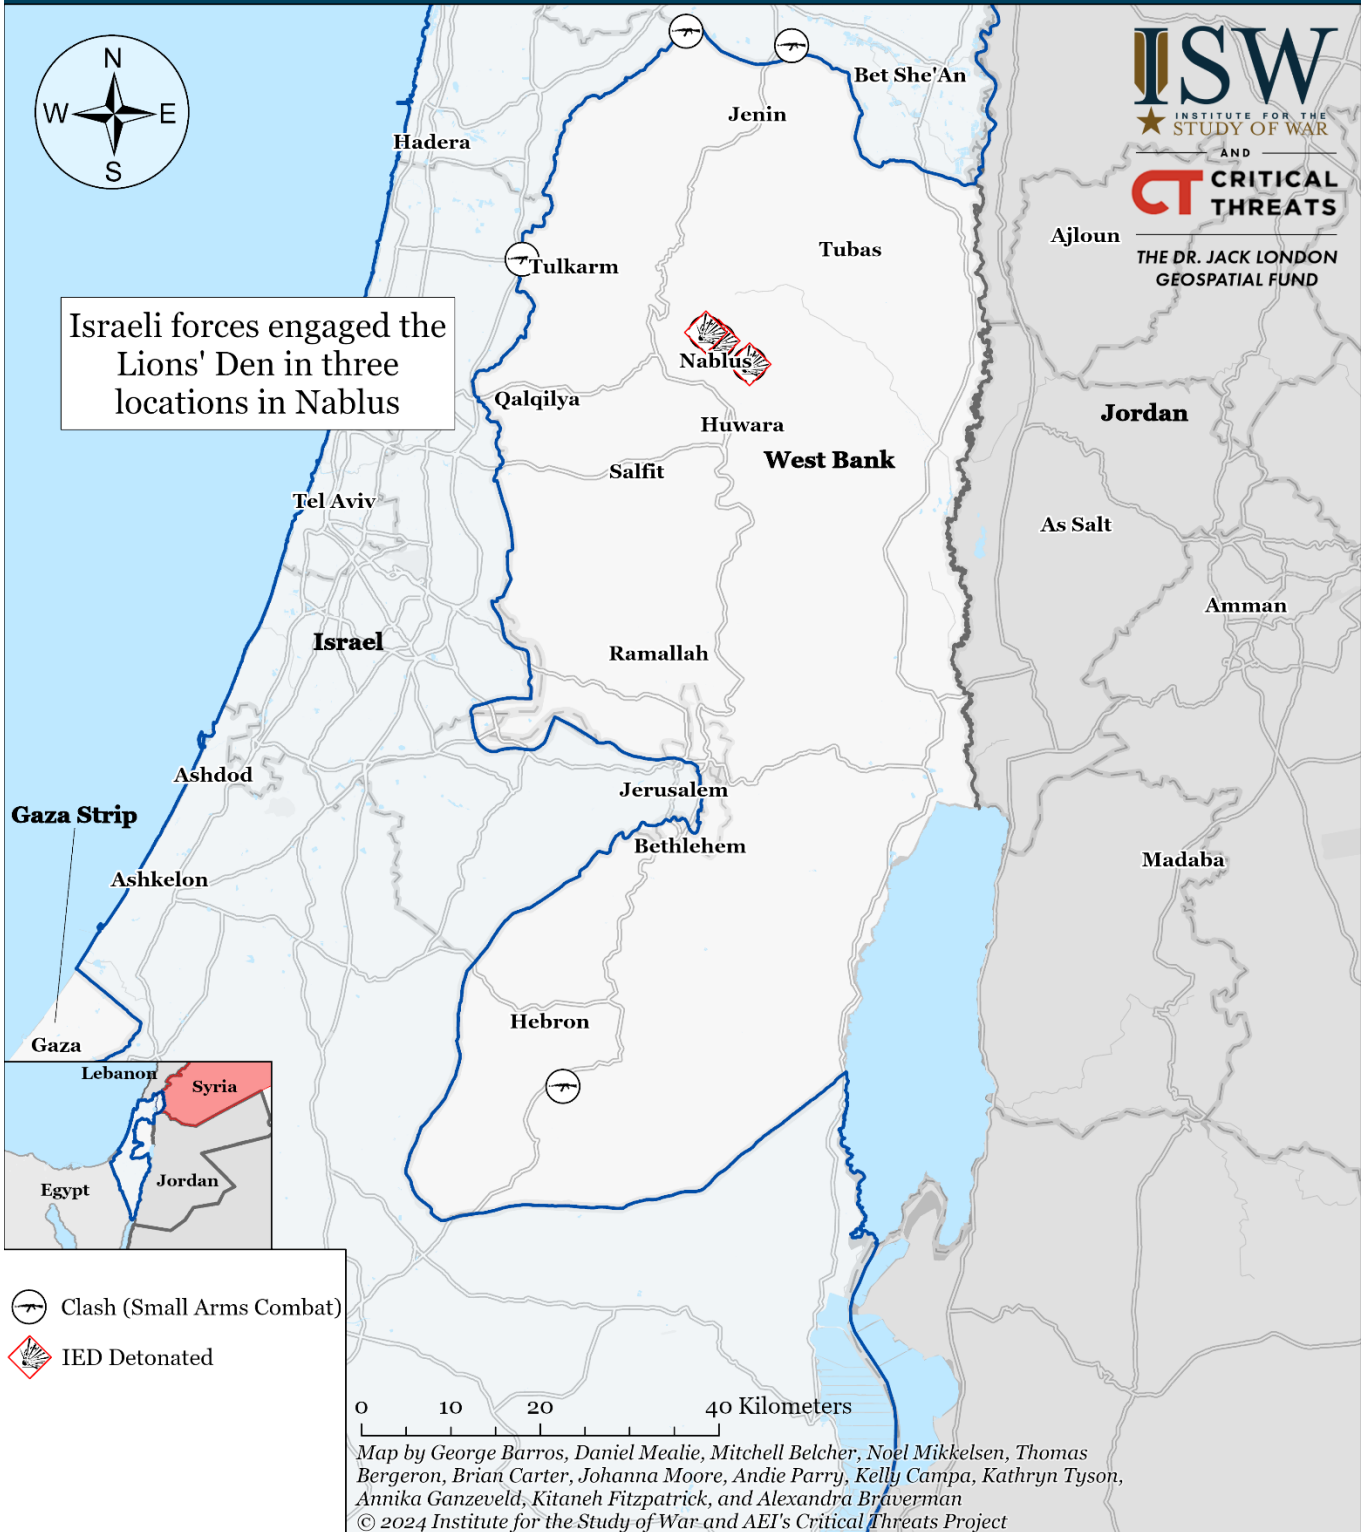 N
W
E
S
ISW
INSTITUTE FOR THE
STUDY OF WAR
AND
CT CRITICAL
THREATS
THE DR. JACK LONDON
GEOSPATIAL FUND
Bet She'An
Jenin
Hadera
Ajloun
Tubas
Tulkarm
Israeli forces engaged the
Lions' Den in three
locations in Nablus
Nablus
Qalqilya
Jordan
Huwara
West Bank
Salfit
Tel Aviv
As Salt
Amman
Israel
Ramallah
Ashdod
Jerusalem
Gaza Strip
Bethlehem
Madaba
Ashkelon
Hebron
Gaza
Lebanon
Syria
Jordan
Egypt
Clash (Small Arms Combat)
IED Detonated
0 10 20 40 Kilometers
Map by George Barros, Daniel Mealie, Mitchell Belcher, Noel Mikkelsen, Thomas
Bergeron, Brian Carter, Johanna Moore, Andie Parry, Kelly Campa, Kathryn Tyson,
Annika Ganzeveld, Kitaneh Fitzpatrick, and Alexandra Braverman
© 2024 Institute for the Study of War and AEI's Critical Threats Project